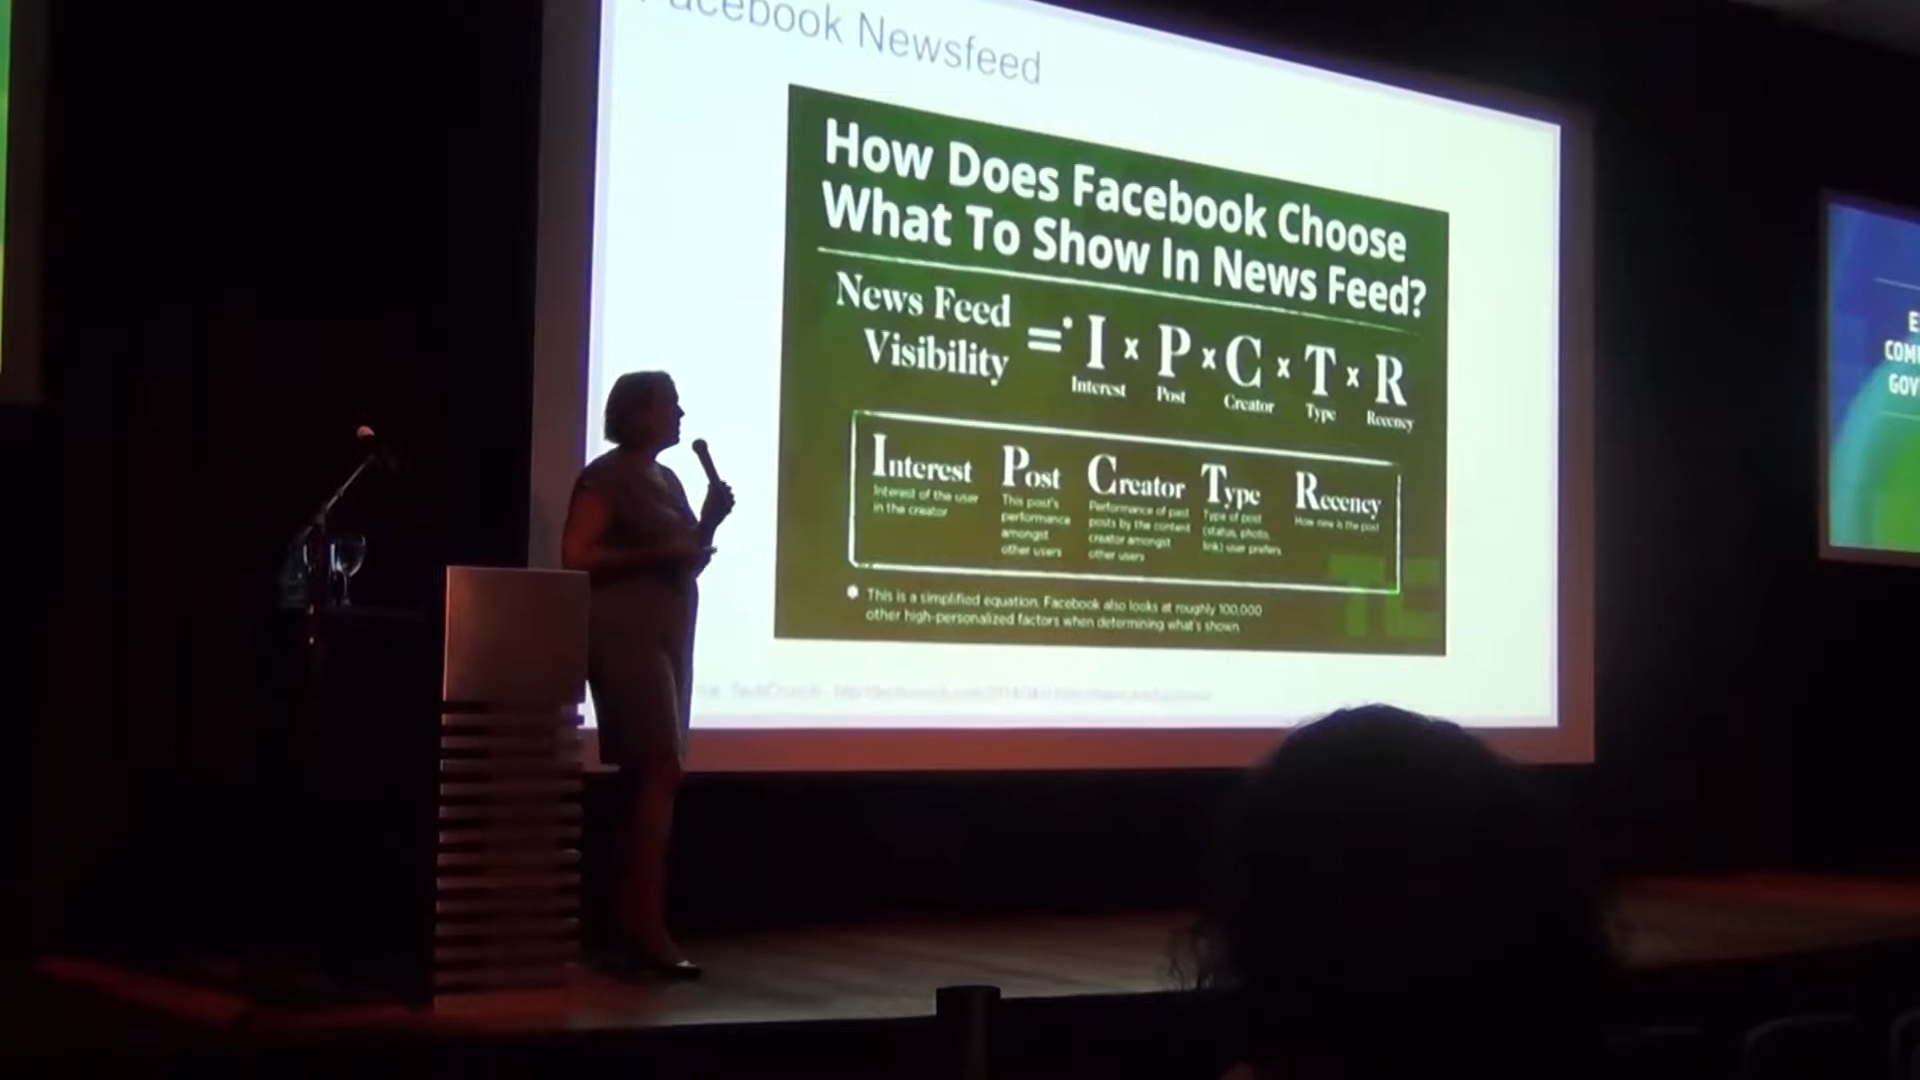 Facebook Newsfeed
How Does Facebook Choose
What To Show In News Feed?
News Feed
Visibility
=* I x P x C x T x R
Interest Post Creator Type Recency
Interest
Interest of the user
in the creator
Post
This post's
performance
amongst
other users
Creator
Performance of past
posts by the content
creator amongst
other users
Type
Type of post
(status, photo,
link) user prefers
Recency
How new is the post
* This is a simplified equation. Facebook also looks at roughly 100,000
other high-personalized factors when determining what's shown
TC
E
COM
GOV